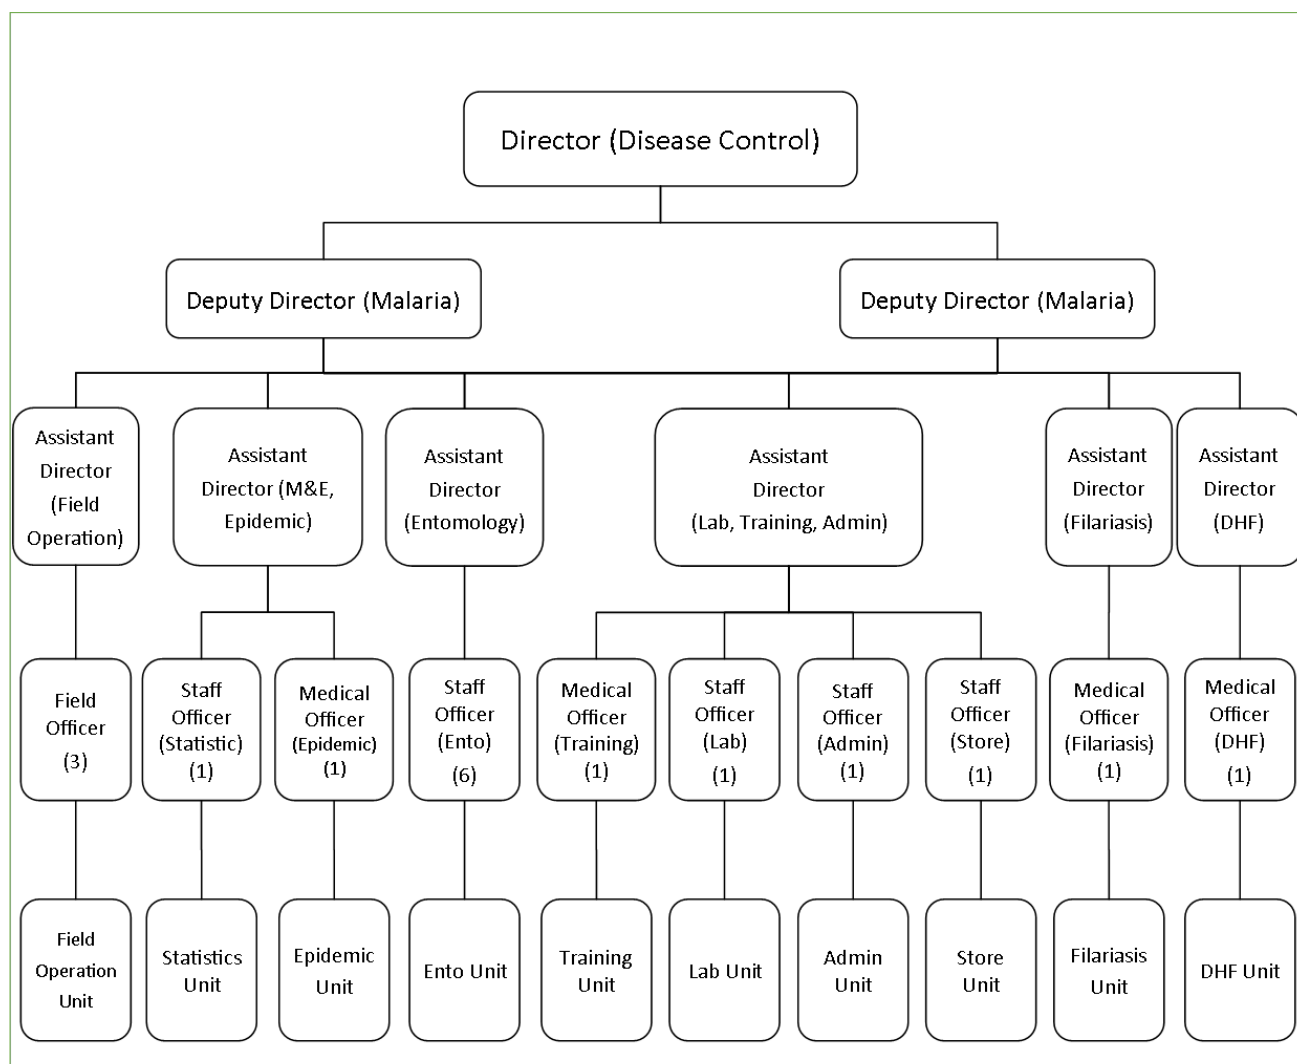 Director (Disease Control)
Deputy Director (Malaria)
Deputy Director (Malaria)
Assistant
Director
(Field
Operation)
Assistant
Director (M&E,
Epidemic)
Assistant
Director
(Entomology)
Assistant
Director
(Lab, Training, Admin)
Assistant
Director
(Filariasis)
Assistant
Director
(DHF)
Field
Officer
(3)
Staff
Officer
(Statistic)
(1)
Medical
Officer
(Epidemic)
(1)
Staff
Officer
(Ento)
(6)
Medical
Officer
(Training)
(1)
Staff
Officer
(Lab)
(1)
Staff
Officer
(Admin)
(1)
Staff
Officer
(Store)
(1)
Medical
Officer
(Filariasis)
(1)
Medical
Officer
(DHF)
(1)
Field
Operation
Unit
Statistics
Unit
Epidemic
Unit
Ento Unit
Training
Unit
Lab Unit
Admin
Unit
Store
Unit
Filariasis
Unit
DHF Unit